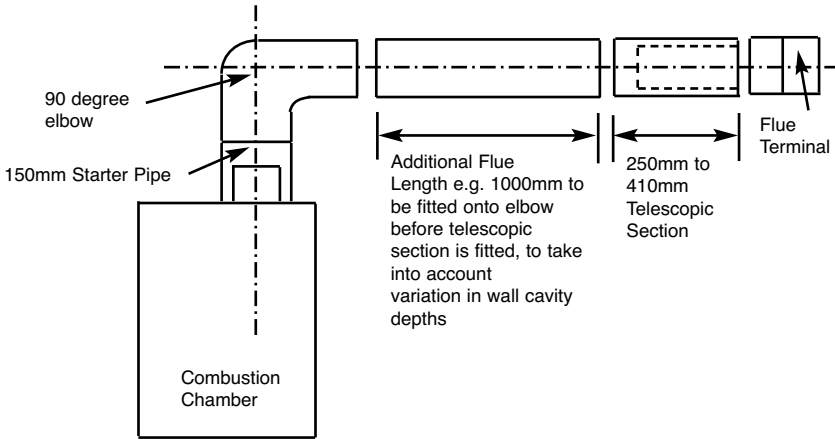 90 degree
elbow
150mm Starter Pipe
Combustion
Chamber
Additional Flue
Length e.g. 1000mm to
be fitted onto elbow
before telescopic
section is fitted, to take
into account
variation in wall cavity
depths
250mm to
410mm
Telescopic
Section
Flue
Terminal